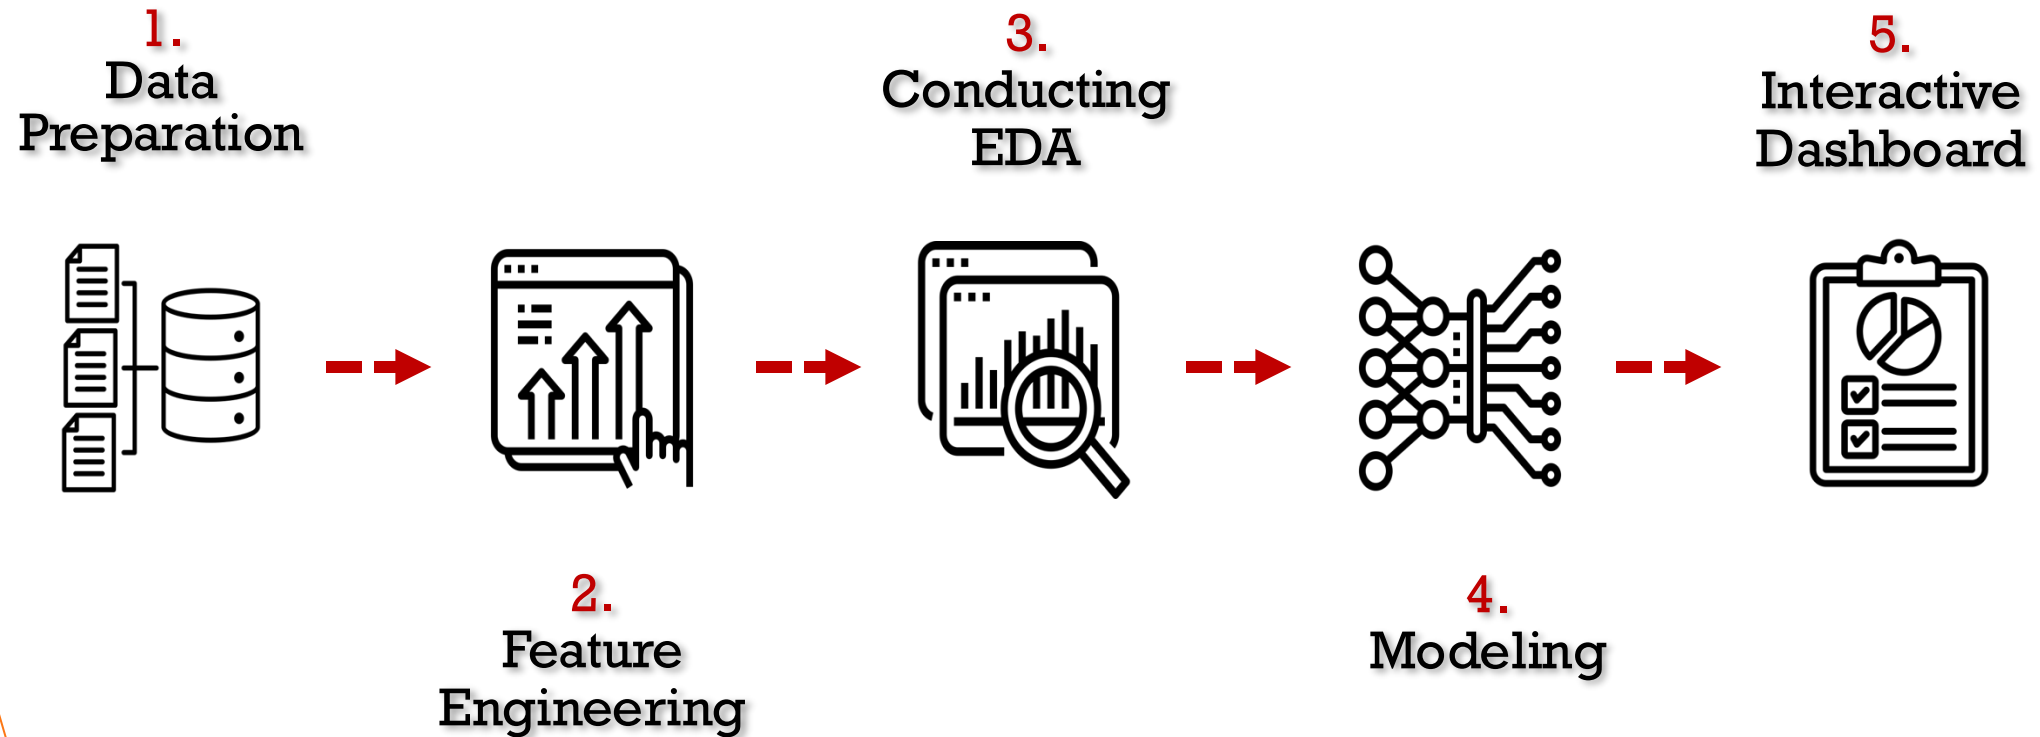 1.
Data
Preparation
2.
Feature
Engineering
3.
Conducting
EDA
4.
Modeling
5.
Interactive
Dashboard